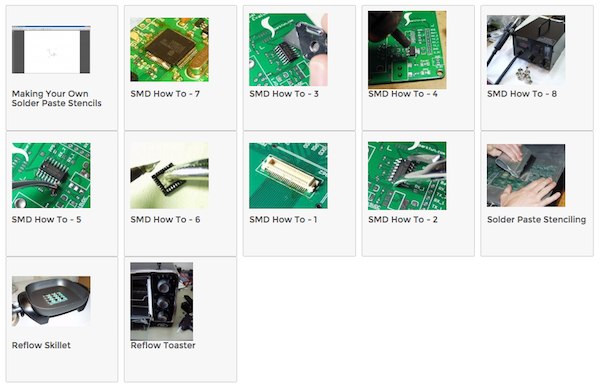 Making Your Own
Solder Paste Stencils
SMD How To - 7
SMD How To - 3
SMD How To - 4
SMD How To - 8
SMD How To - 5
SMD How To - 6
SMD How To - 1
SMD How To - 2
Solder Paste Stenciling
Reflow Skillet
Reflow Toaster